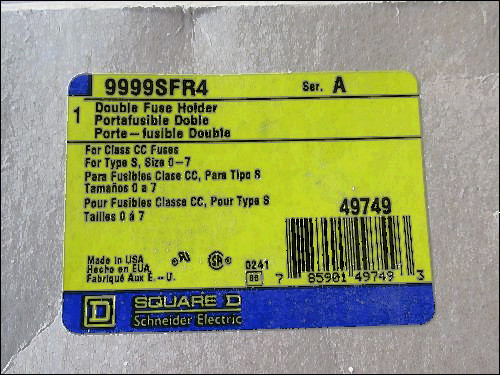 9999SFR4 Ser. A
1 Double Fuse Holder
Portafusible Doble
Porte-fusible Double
For Class CC Fuses
For Type S, Size 0-7
Para Fusibles Clase CC, Para Tipo S
Tamaños 0 a 7
Pour Fusibles Classe CC, Pour Type S
Tailles 0 á 7
49749
Made in USA
Hecho en EUA
Fabriqué Aux E.-U.
0241
7 85901 49749 3
D SQUARE D
Schneider Electric